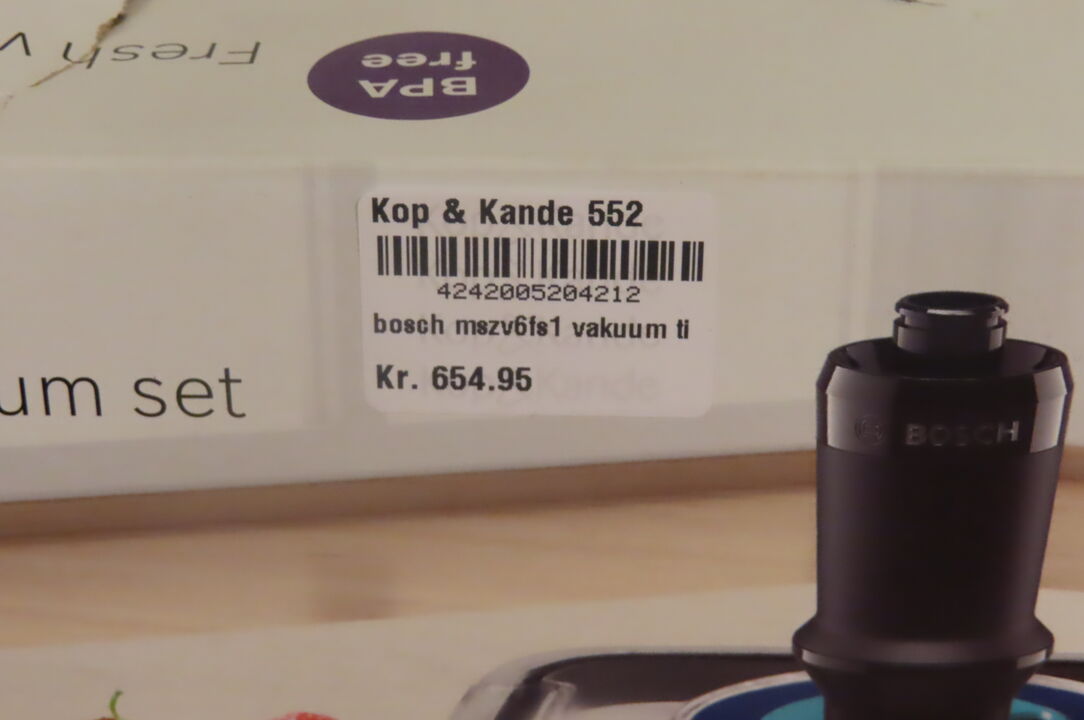 Fresh v
BPA
free
Kop & Kande 552
4242005204212
bosch mszv6fs1 vakuum ti
Kr. 654.95
um set
BOSCH